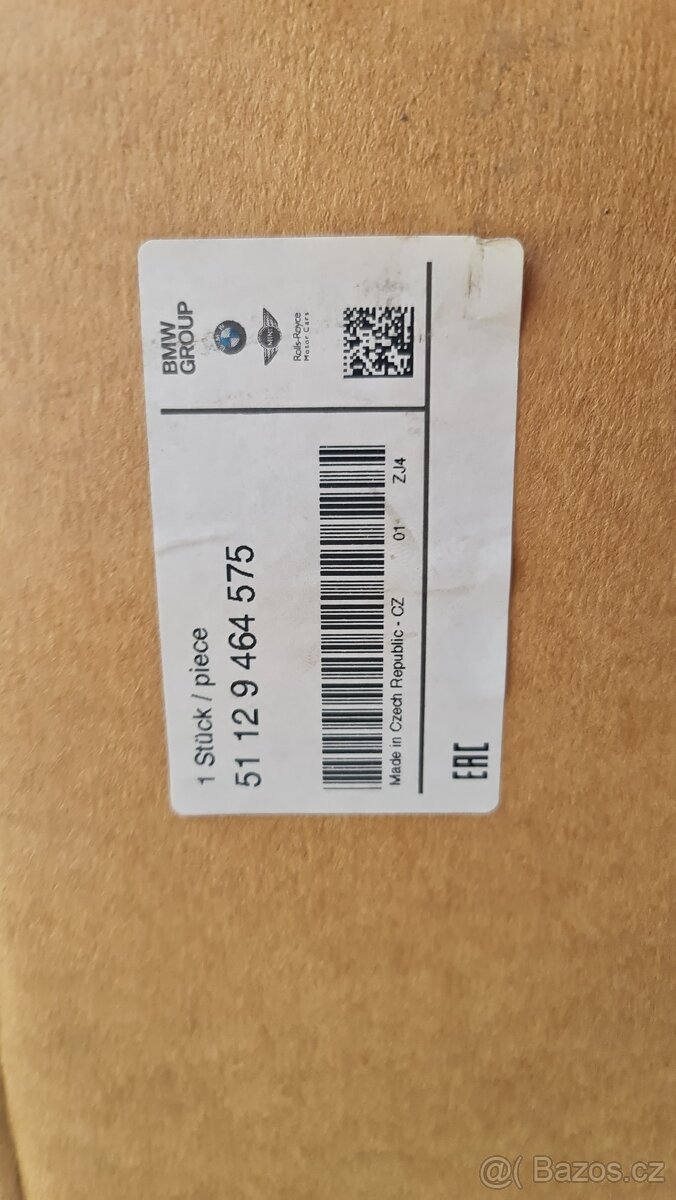 BMW
GROUP
MINI
Rolls-Royce
Motor Cars
1 Stück / piece
51 12 9 464 575
Made in Czech Republic - CZ 01 ZJ4
EAC
@( Bazos.cz